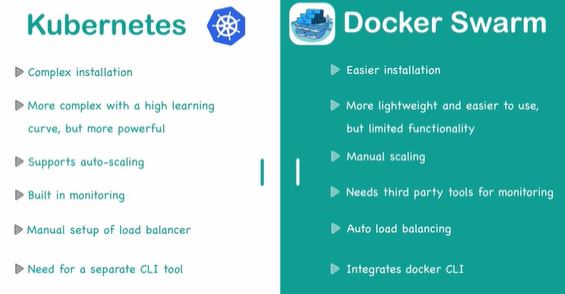 Kubernetes
Complex installation
More complex with a high learning
curve, but more powerful
Supports auto-scaling
Built in monitoring
Manual setup of load balancer
Need for a separate CLI tool
Docker Swarm
Easier installation
More lightweight and easier to use,
but limited functionality
Manual scaling
Needs third party tools for monitoring
Auto load balancing
Integrates docker CLI